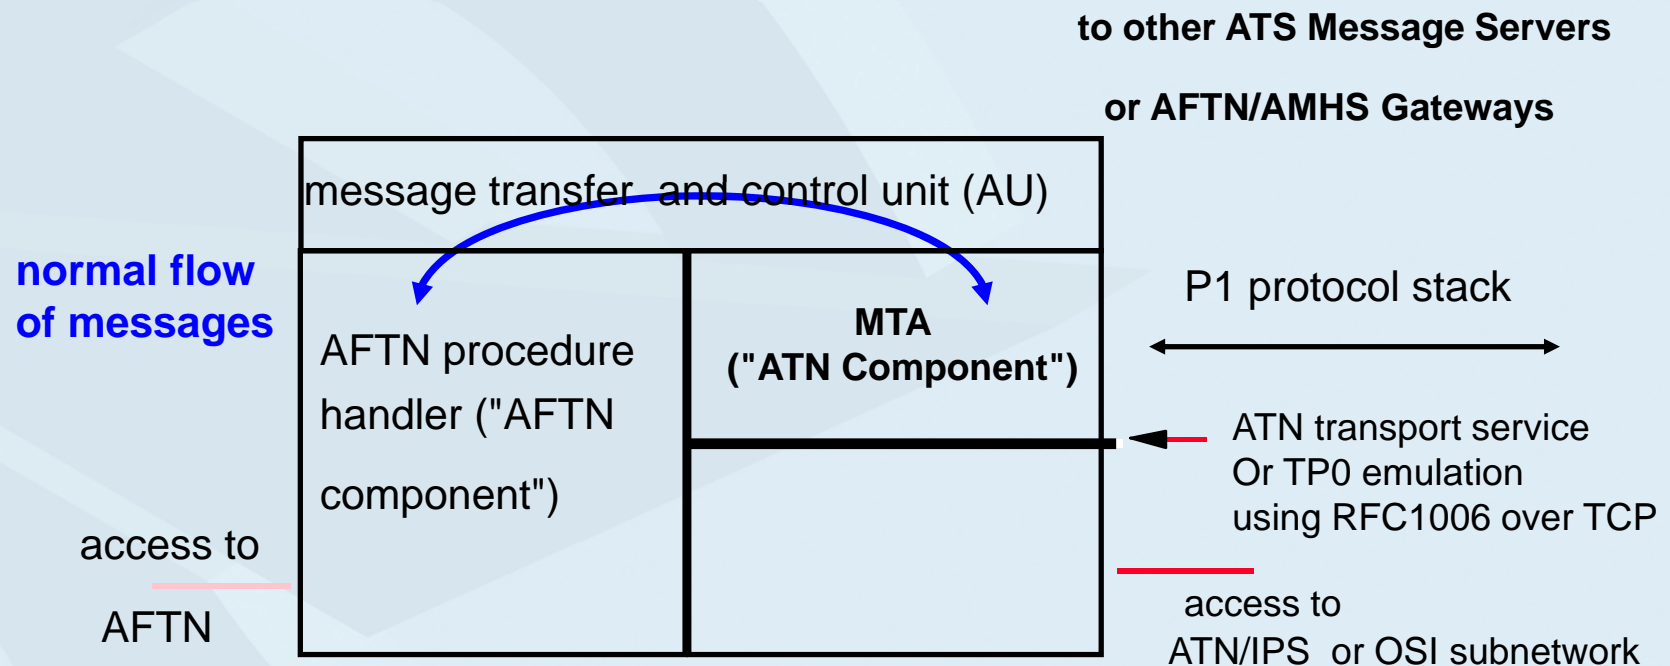 to other ATS Message Servers
or AFTN/AMHS Gateways
message transfer and control unit (AU)
normal flow
of messages
AFTN procedure
handler ("AFTN
component")
MTA
("ATN Component")
P1 protocol stack
ATN transport service
Or TP0 emulation
using RFC1006 over TCP
access to
AFTN
access to
ATN/IPS or OSI subnetwork